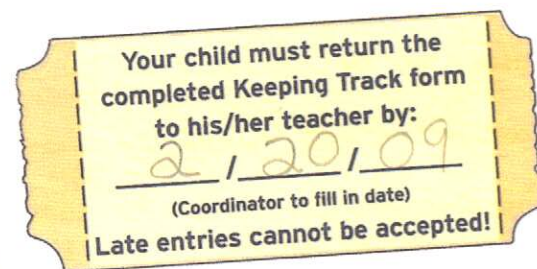 Your child must return the
completed Keeping Track form
to his/her teacher by:
2 / 20 / 09
(Coordinator to fill in date)
Late entries cannot be accepted!